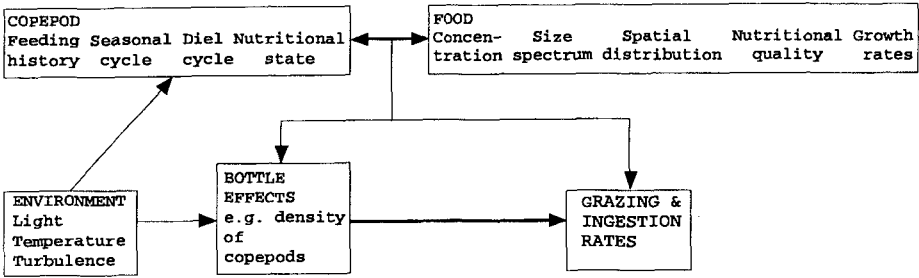 COPEPOD
Feeding Seasonal Diel Nutritional
history cycle cycle state
FOOD
Concen- Size Spatial Nutritional Growth
tration spectrum distribution quality rates
ENVIRONMENT
Light
Temperature
Turbulence
BOTTLE
EFFECTS
e.g. density
of
copepods
GRAZING &
INGESTION
RATES